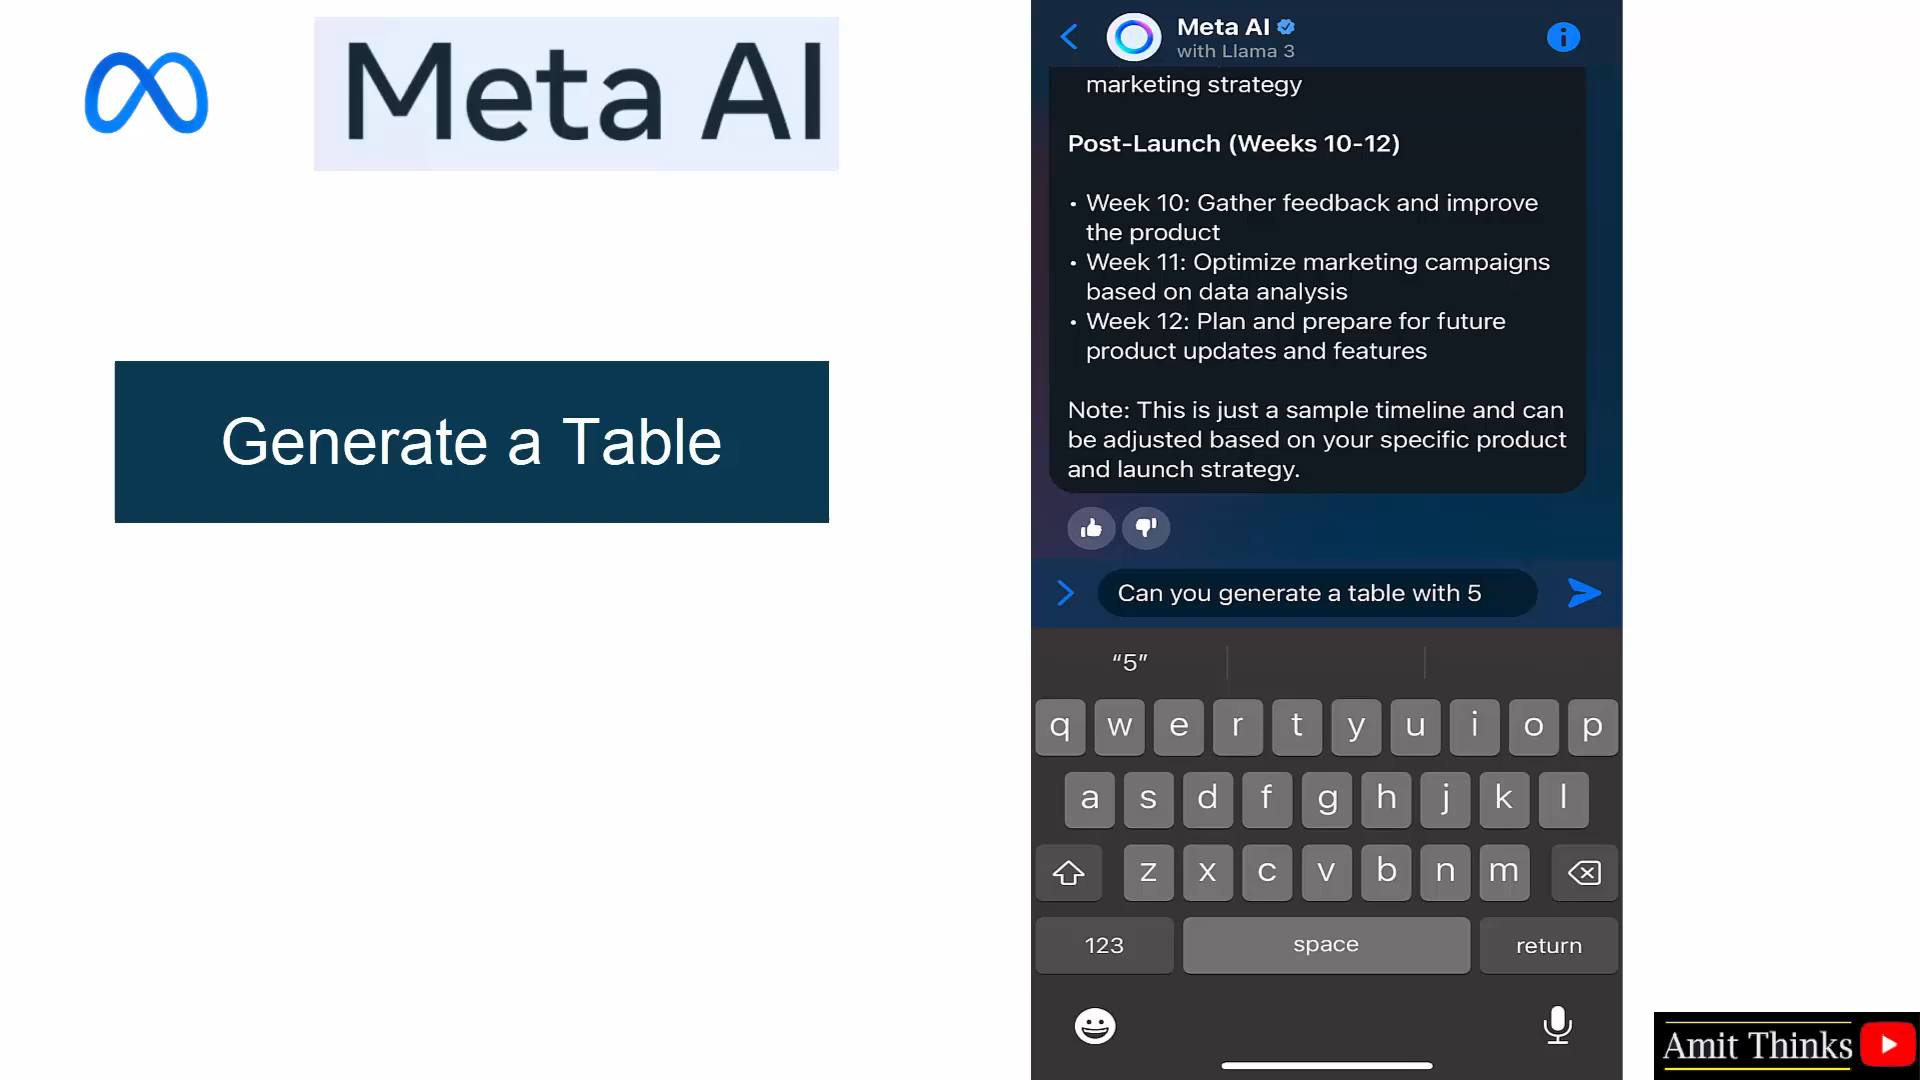 Meta AI
Generate a Table
Meta AI
with Llama 3
marketing strategy
Post-Launch (Weeks 10-12)
• Week 10: Gather feedback and improve
the product
• Week 11: Optimize marketing campaigns
based on data analysis
• Week 12: Plan and prepare for future
product updates and features
Note: This is just a sample timeline and can
be adjusted based on your specific product
and launch strategy.
Can you generate a table with 5
“5”
q w e r t y u i o p
a s d f g h j k l
z x c v b n m
123 space return
Amit Thinks